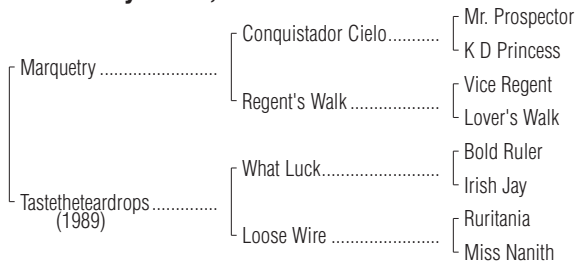 Mr. Prospector
Conquistador Cielo...........
K D Princess
Marquetry ........................
Vice Regent
Regent's Walk ..................
Lover's Walk
Bold Ruler
What Luck.......................
Irish Jay
Tastetheteardrops.............
(1989)
Ruritania
Loose Wire ......................
Miss Nanith